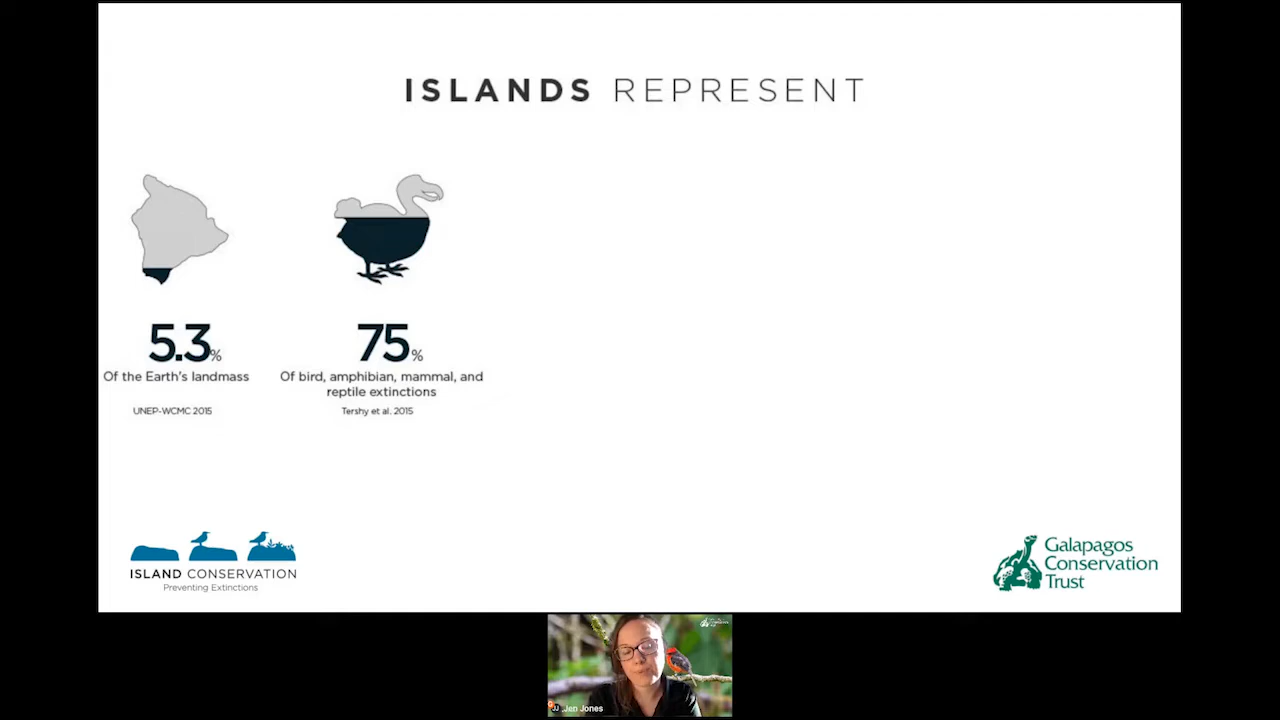 ISLANDS REPRESENT
5.3%
Of the Earth's landmass
UNEP-WCMC 2015
75%
Of bird, amphibian, mammal, and
reptile extinctions
Tershy et al. 2015
ISLAND CONSERVATION
Preventing Extinctions
Galapagos
Conservation
Trust
JJ
Jen Jones